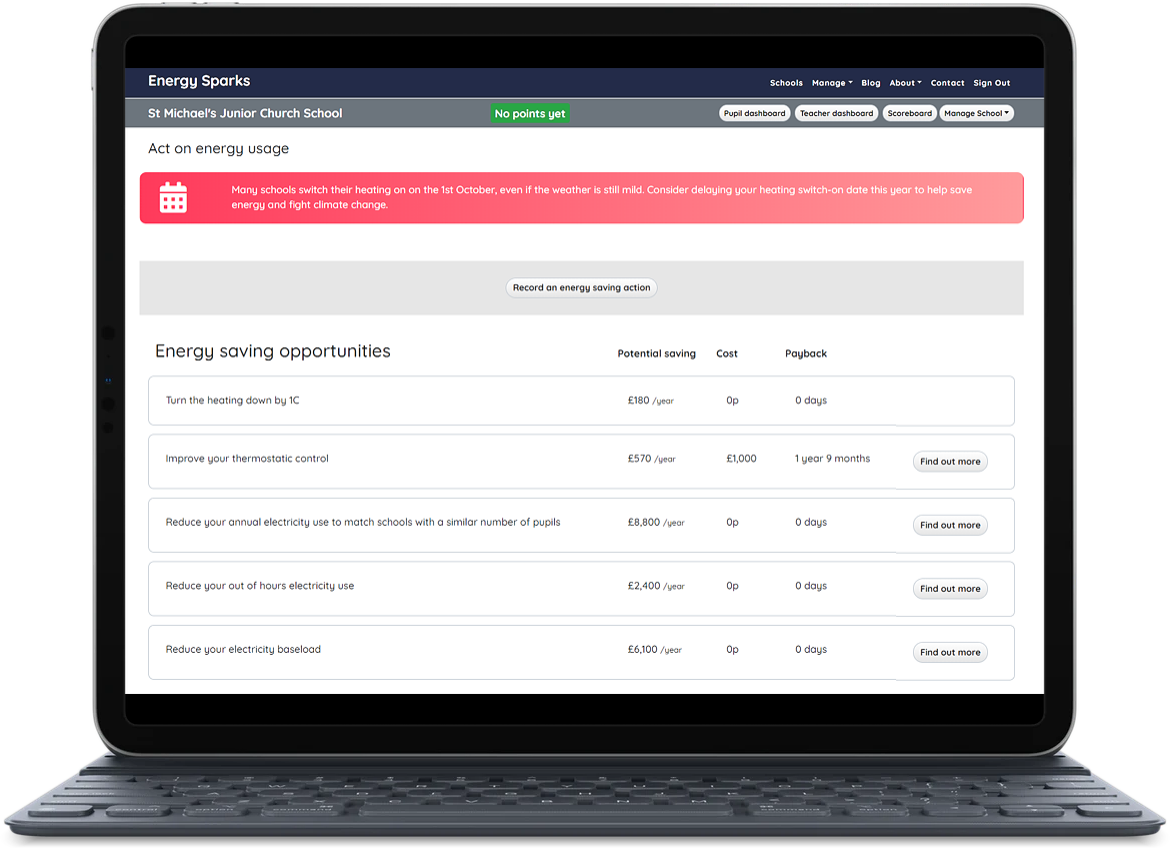 Energy Sparks
Schools Manage Blog About Contact Sign Out
St Michael's Junior Church School
No points yet
Pupil dashboard Teacher dashboard Scoreboard Manage School
Act on energy usage
Many schools switch their heating on on the 1st October, even if the weather is still mild. Consider delaying your heating switch-on date this year to help save
energy and fight climate change.
Record an energy saving action
Energy saving opportunities Potential saving Cost Payback
Turn the heating down by 1C £180 /year 0p 0 days
Improve your thermostatic control £570 /year £1,000 1 year 9 months Find out more
Reduce your annual electricity use to match schools with a similar number of pupils £8,800 /year 0p 0 days Find out more
Reduce your out of hours electricity use £2,400 /year 0p 0 days Find out more
Reduce your electricity baseload £6,100 /year 0p 0 days Find out more